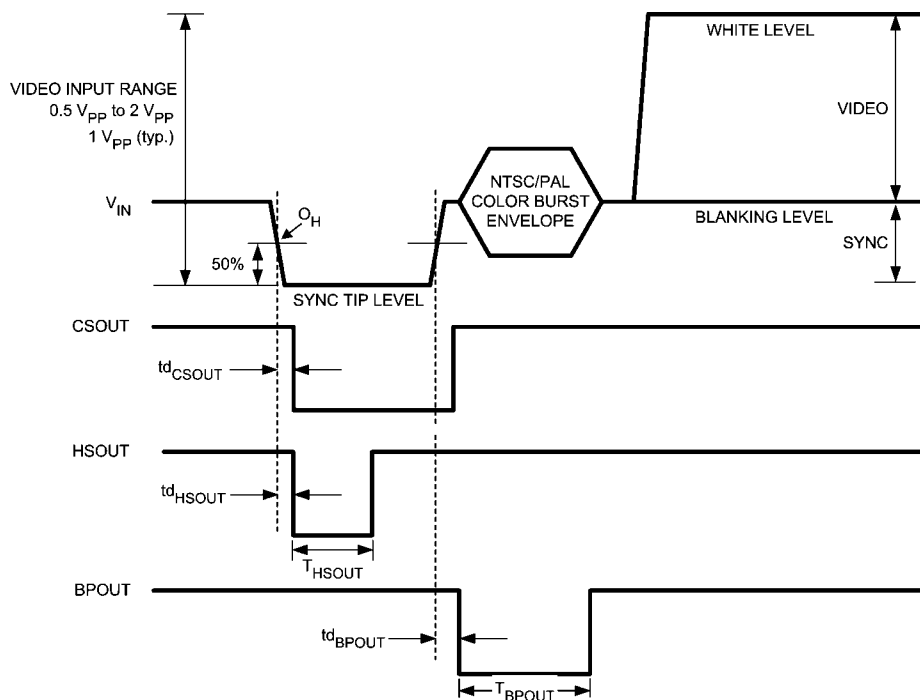 WHITE LEVEL
VIDEO INPUT RANGE
0.5 VPP to 2 VPP
1 VPP (typ.)
VIDEO
NTSC/PAL
COLOR BURST
ENVELOPE
VIN
OH
BLANKING LEVEL
SYNC
50%
SYNC TIP LEVEL
CSOUT
tdCSOUT
HSOUT
tdHSOUT
THSOUT
BPOUT
tdBPOUT
TBPOUT